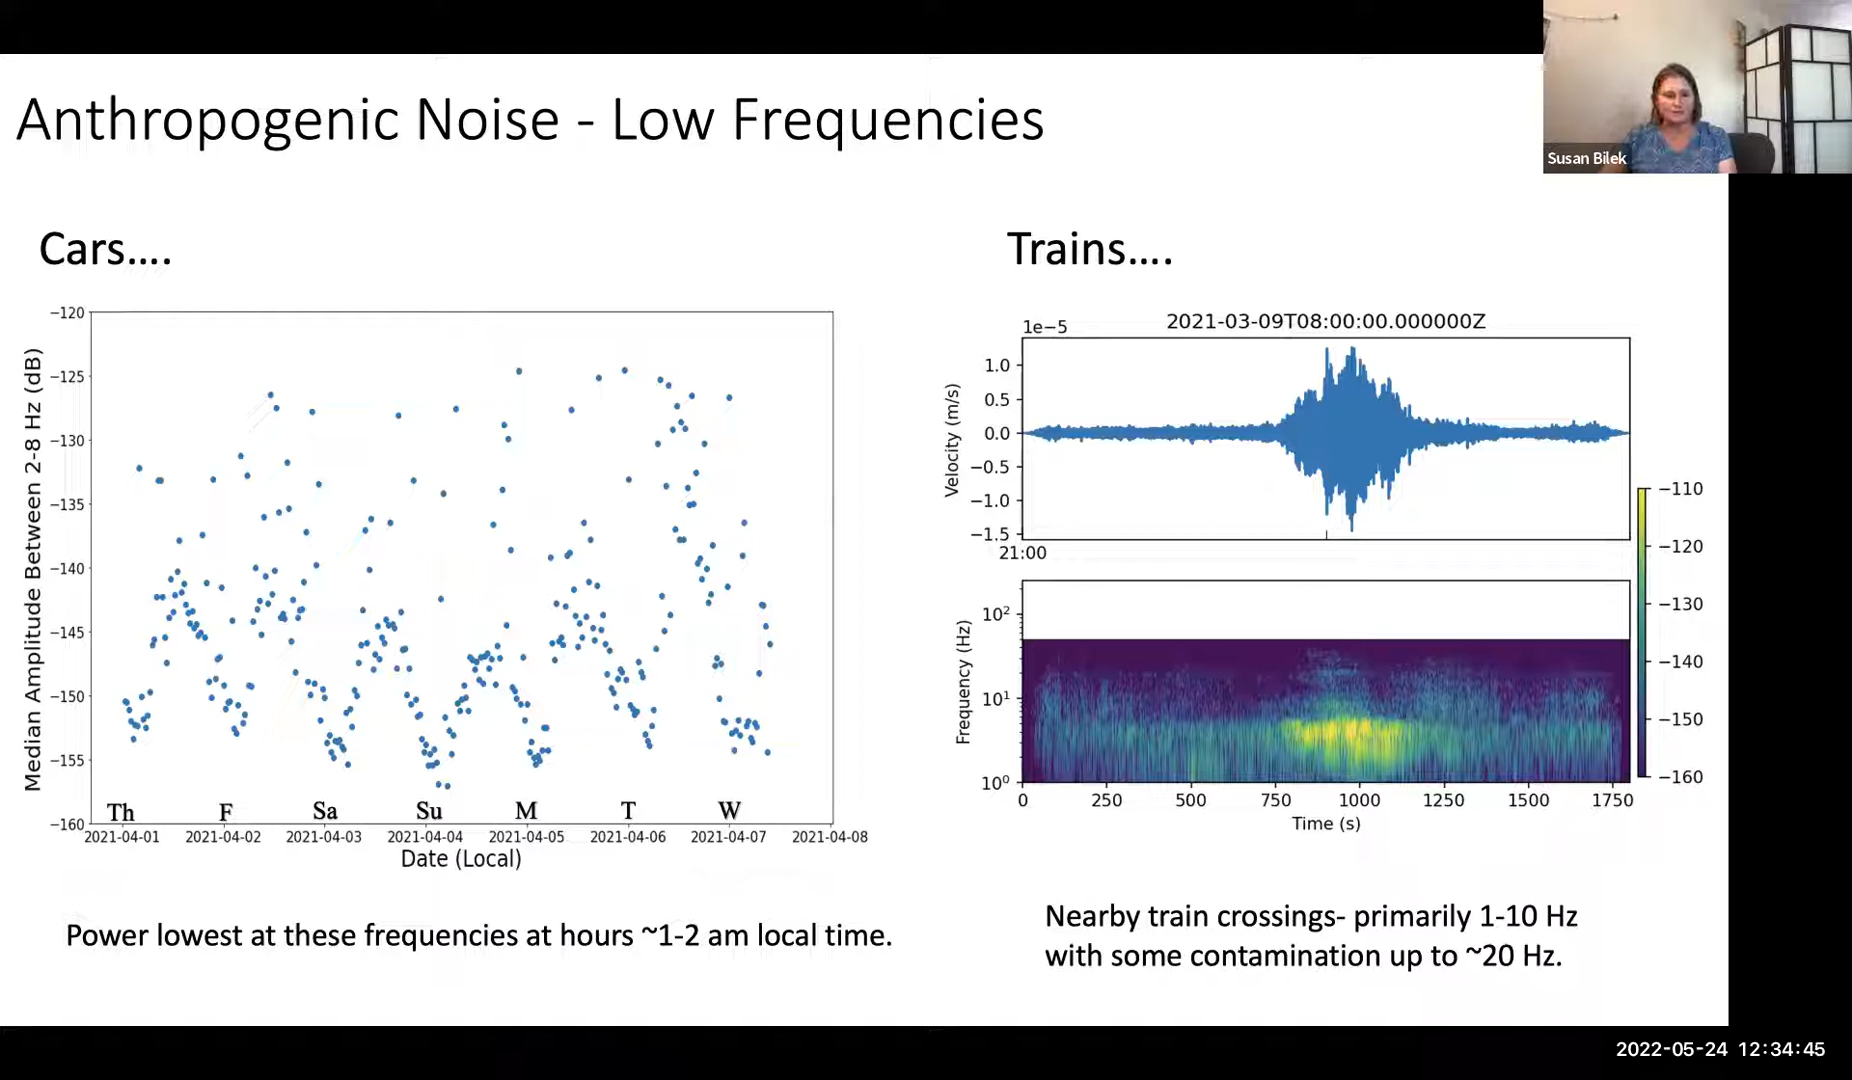 Susan Bilek
Anthropogenic Noise - Low Frequencies
Cars....
Median Amplitude Between 2-8 Hz (dB)
−120
−125
−130
−135
−140
−145
−150
−155
−160
Th F Sa Su M T W
2021-04-01 2021-04-02 2021-04-03 2021-04-04 2021-04-05 2021-04-06 2021-04-07 2021-04-08
Date (Local)
Power lowest at these frequencies at hours ~1-2 am local time.
Trains....
1e−5
2021-03-09T08:00:00.000000Z
Velocity (m/s)
1.0
0.5
0.0
−0.5
−1.0
−1.5
21:00
Frequency (Hz)
10²
10¹
10⁰
0 250 500 750 1000 1250 1500 1750
Time (s)
−110
−120
−130
−140
−150
−160
Nearby train crossings- primarily 1-10 Hz
with some contamination up to ~20 Hz.
2022-05-24 12:34:45